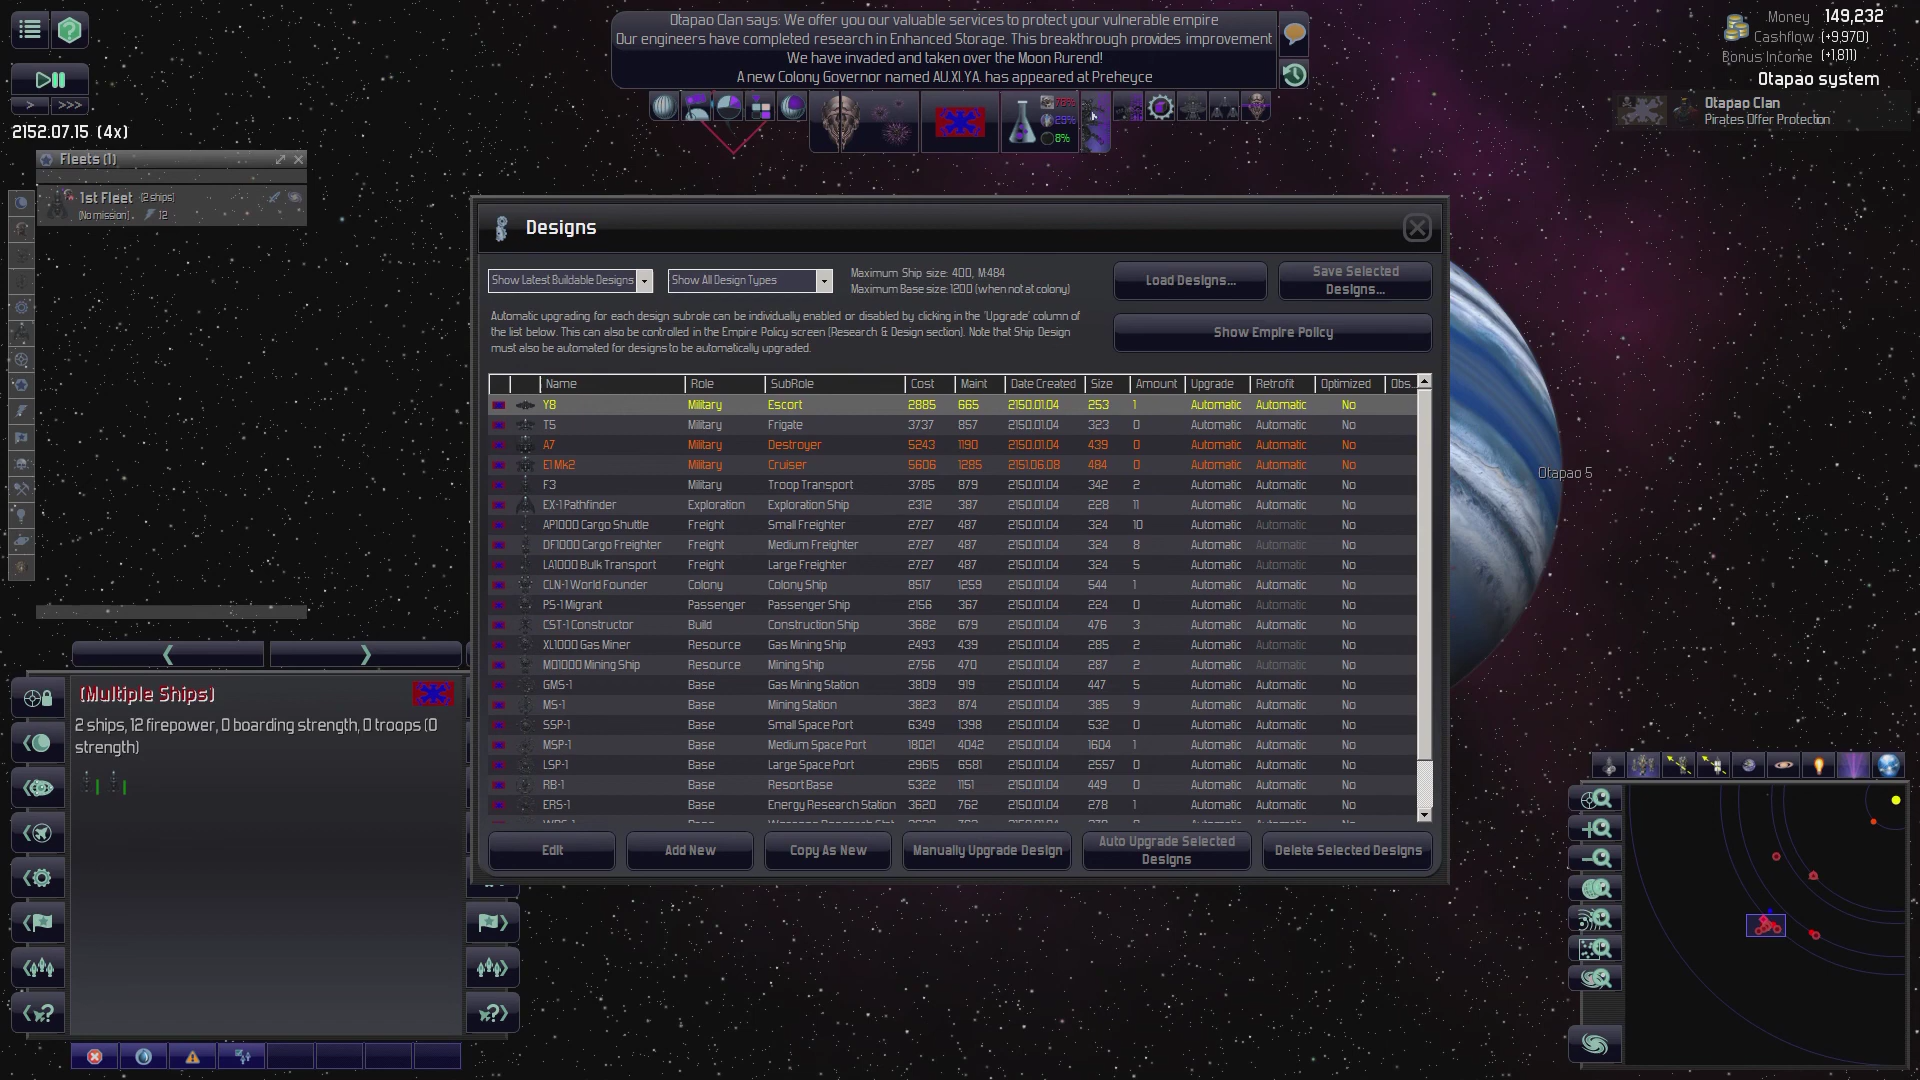 Otapao Clan says: We offer you our valuable services to protect your vulnerable empire
Our engineers have completed research in Enhanced Storage. This breakthrough provides improvement
We have invaded and taken over the Moon Rurend!
A new Colony Governor named AU.XI.YA. has appeared at Preheyce
Money 149,232
Cashflow (+9,970)
Bonus Income (+1,811)
Otapao system
Otapao Clan
Pirates Offer Protection
> >>>
2152.07.15 (4x)
76%
29%
8%
Fleets (1)
1st Fleet (2 ships)
(No mission). 12
Designs
Show Latest Buildable Designs
Show All Design Types
Maximum Ship size: 400, M:484
Maximum Base size: 1200 (when not at colony)
Load Designs...
Save Selected Designs...
Automatic upgrading for each design subrole can be individually enabled or disabled by clicking in the 'Upgrade' column of
the list below. This can also be controlled in the Empire Policy screen (Research & Design section). Note that Ship Design
must also be automated for designs to be automatically upgraded.
Show Empire Policy
Name Role SubRole Cost Maint Date Created Size Amount Upgrade Retrofit Optimized Obs...
Y8 Military Escort 2885 665 2150.01.04 253 1 Automatic Automatic No
T5 Military Frigate 3737 857 2150.01.04 323 0 Automatic Automatic No
A7 Military Destroyer 5243 1190 2150.01.04 439 0 Automatic Automatic No
E1 Mk2 Military Cruiser 5606 1285 2151.06.08 484 0 Automatic Automatic No
F3 Military Troop Transport 3785 879 2150.01.04 342 2 Automatic Automatic No
EX-1 Pathfinder Exploration Exploration Ship 2312 387 2150.01.04 228 11 Automatic Automatic No
AP1000 Cargo Shuttle Freight Small Freighter 2727 487 2150.01.04 324 10 Automatic Automatic No
DF1000 Cargo Freighter Freight Medium Freighter 2727 487 2150.01.04 324 8 Automatic Automatic No
LA1000 Bulk Transport Freight Large Freighter 2727 487 2150.01.04 324 5 Automatic Automatic No
CLN-1 World Founder Colony Colony Ship 8517 1259 2150.01.04 544 1 Automatic Automatic No
PS-1 Migrant Passenger Passenger Ship 2156 367 2150.01.04 224 0 Automatic Automatic No
CST-1 Constructor Build Construction Ship 3682 679 2150.01.04 476 3 Automatic Automatic No
XL1000 Gas Miner Resource Gas Mining Ship 2493 439 2150.01.04 285 2 Automatic Automatic No
MD1000 Mining Ship Resource Mining Ship 2756 470 2150.01.04 287 2 Automatic Automatic No
GMS-1 Base Gas Mining Station 3809 919 2150.01.04 447 5 Automatic Automatic No
MS-1 Base Mining Station 3823 874 2150.01.04 385 9 Automatic Automatic No
SSP-1 Base Small Space Port 6349 1398 2150.01.04 532 0 Automatic Automatic No
MSP-1 Base Medium Space Port 18021 4042 2150.01.04 1604 1 Automatic Automatic No
LSP-1 Base Large Space Port 29615 6581 2150.01.04 2557 0 Automatic Automatic No
RB-1 Base Resort Base 5322 1151 2150.01.04 449 0 Automatic Automatic No
ERS-1 Base Energy Research Station 3620 762 2150.01.04 278 1 Automatic Automatic No
Edit
Add New
Copy As New
Manually Upgrade Design
Auto Upgrade Selected Designs
Delete Selected Designs
Otapao 5
(Multiple Ships)
2 ships, 12 firepower, 0 boarding strength, 0 troops (0
strength)